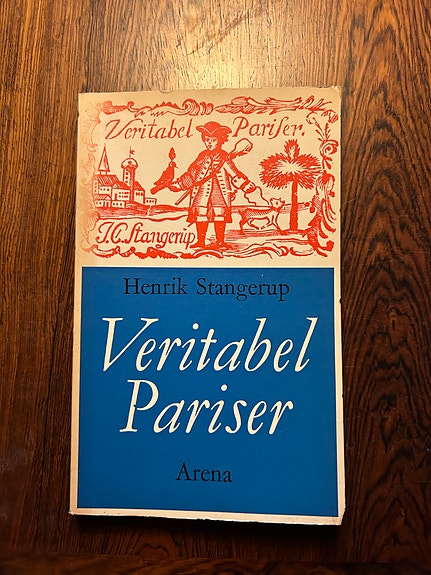 Veritabel Pariſer.
J.C. Stangerup
Henrik Stangerup
Veritabel
Pariser
Arena